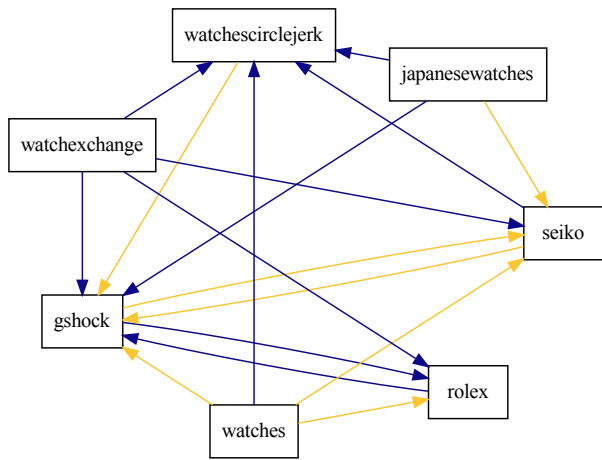 watchescirclejerk
japanesewatches
watchexchange
seiko
gshock
rolex
watches